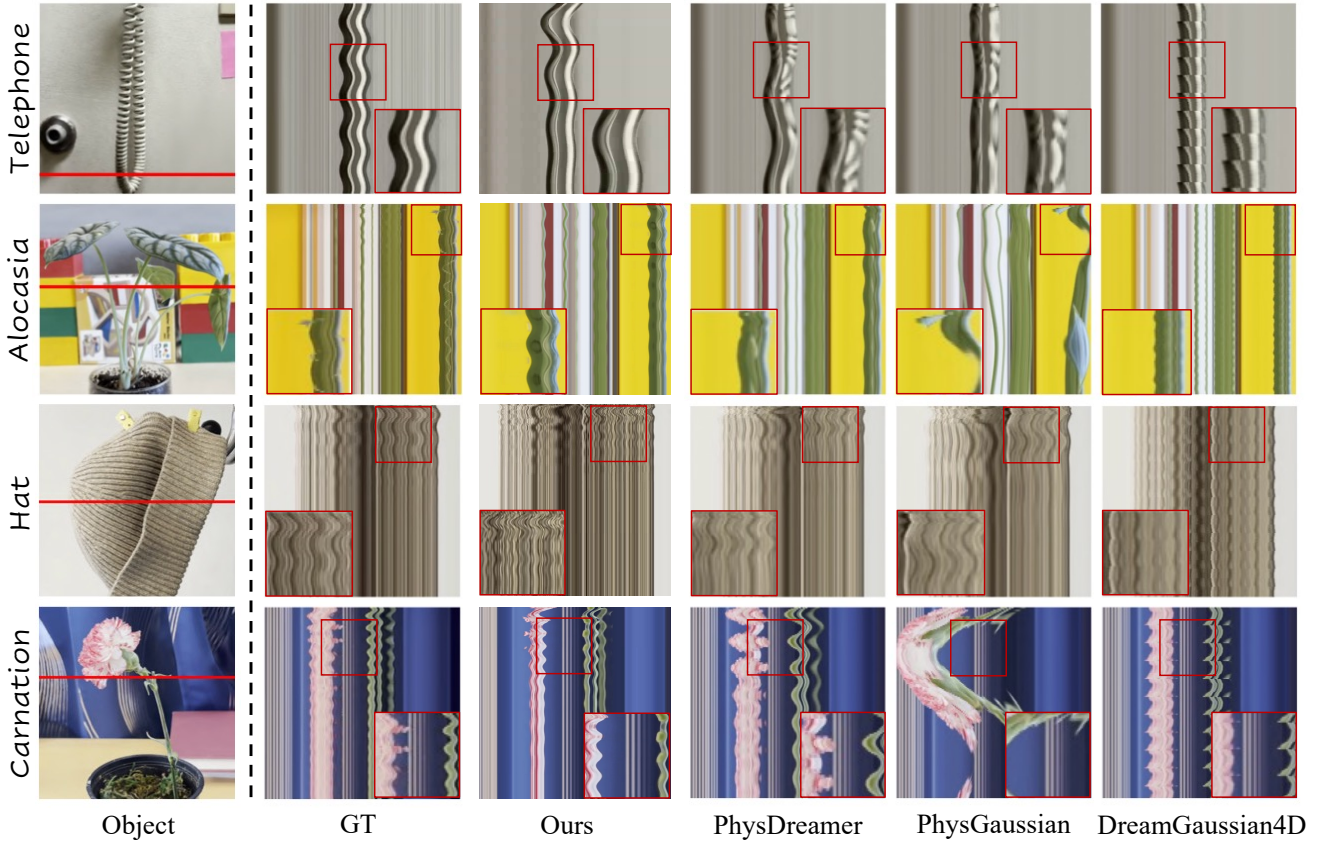 Telephone
Alocasia
Hat
Carnation
Object
GT
Ours
PhysDreamer
PhysGaussian
DreamGaussian4D